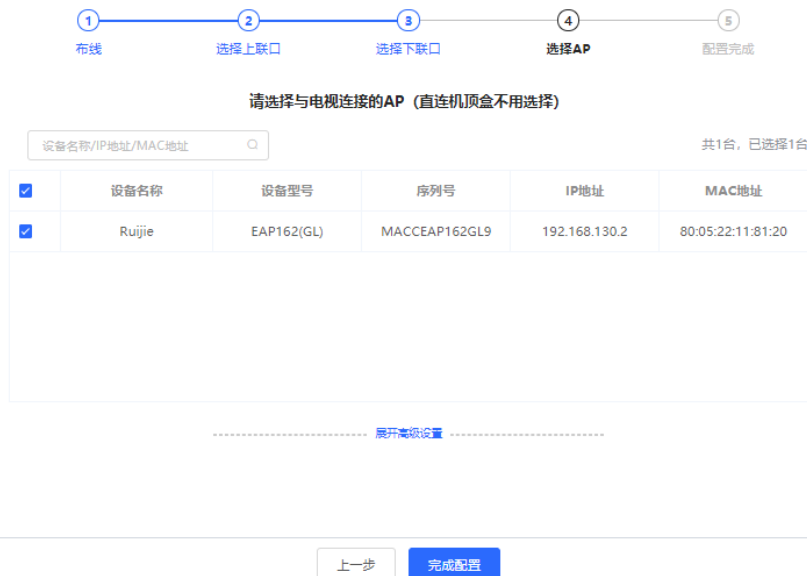 1 2 3 4 5
布线 选择上联口 选择下联口 选择AP 配置完成
请选择与电视连接的AP（直连机顶盒不用选择）
设备名称/IP地址/MAC地址 共1台，已选择1台
设备名称 设备型号 序列号 IP地址 MAC地址
Ruijie EAP162(GL) MACCEAP162GL9 192.168.130.2 80:05:22:11:81:20
展开高级设置
上一步 完成配置